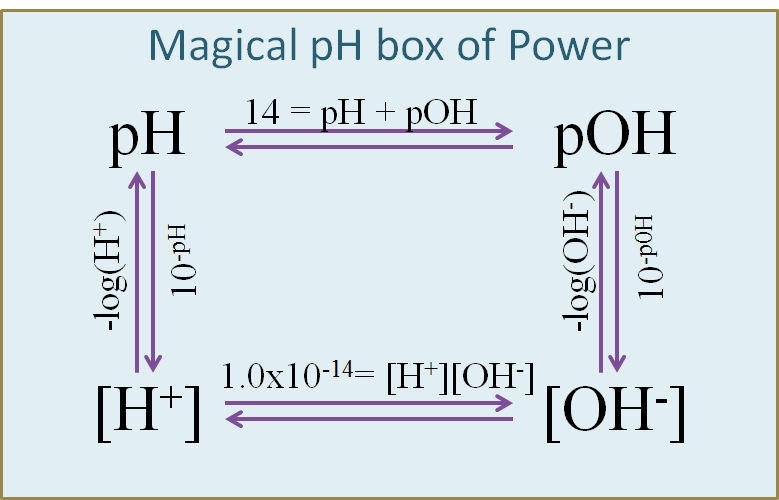 Magical pH box of Power
14 = pH + pOH
pH
pOH
-log(H⁺)
10⁻ᵖᴴ
-log(OH⁻)
10⁻ᵖ⁰ᴴ
1.0x10⁻¹⁴= [H⁺][OH⁻]
[H⁺]
[OH⁻]